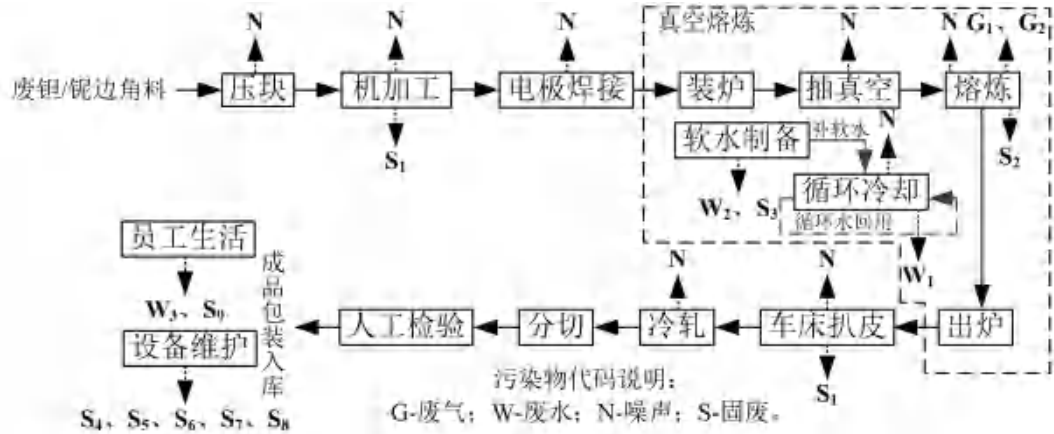 真空熔炼
N
N
N
N
N G₁、G₂
废钽/铌边角料
压块
机加工
电极焊接
装炉
抽真空
熔炼
S₁
S₂
软水制备
补软水
N
循环冷却
循环水回用
W₂、S₃
W₁
员工生活
W₃、S₉
设备维护
S₄、S₅、S₆、S₇、S₈
成品包装入库
人工检验
分切
N
冷轧
N
车床扒皮
S₁
出炉
污染物代码说明：
G-废气；W-废水；N-噪声；S-固废。